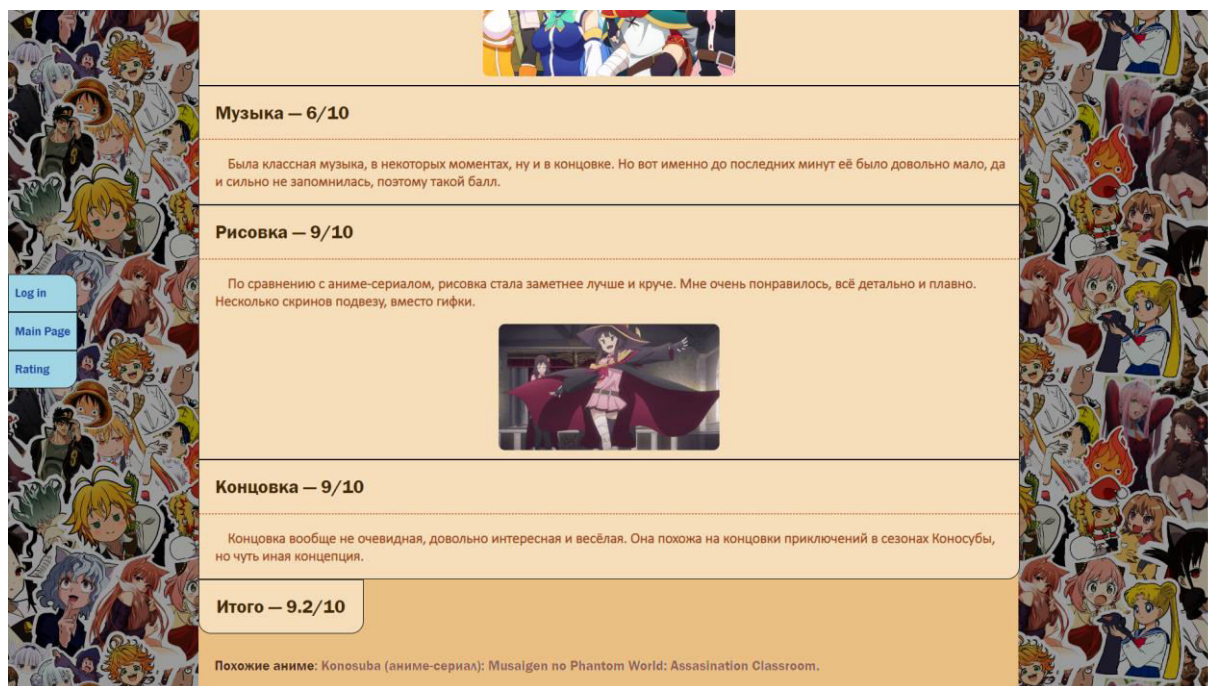 Музыка — 6/10
Была классная музыка, в некоторых моментах, ну и в концовке. Но вот именно до последних минут её было довольно мало, да
и сильно не запомнилась, поэтому такой балл.
Рисовка — 9/10
По сравнению с аниме-сериалом, рисовка стала заметнее лучше и круче. Мне очень понравилось, всё детально и плавно.
Несколько скринов подвезу, вместо гифки.
Log in
Main Page
Rating
Концовка — 9/10
Концовка вообще не очевидная, довольно интересная и весёлая. Она похожа на концовки приключений в сезонах Коносубы,
но чуть иная концепция.
Итого — 9.2/10
Похожие аниме: Konosuba (аниме-сериал): Musaigen no Phantom World: Assasination Classroom.